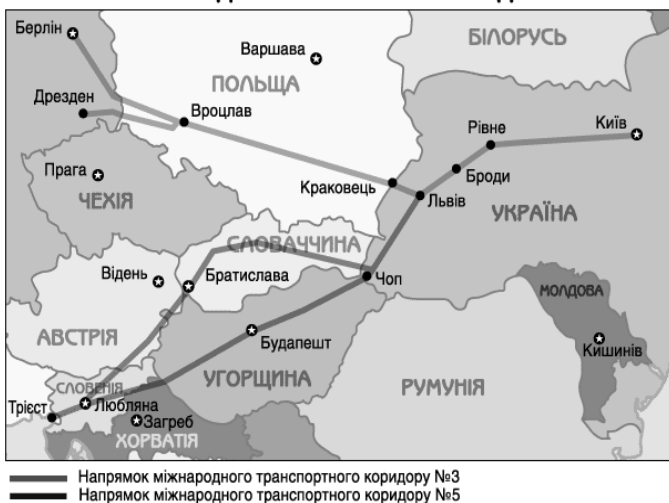 Берлін
Варшава
БІЛОРУСЬ
ПОЛЬЩА
Дрезден
Вроцлав
Рівне
Київ
Прага
Броди
Краковець
Львів
ЧЕХІЯ
УКРАЇНА
СЛОВАЧЧИНА
Відень
Братислава
Чоп
МОЛДОВА
АВСТРІЯ
Будапешт
Кишинів
УГОРЩИНА
РУМУНІЯ
СЛОВЕНІЯ
Трієст
Любляна
Загреб
ХОРВАТІЯ
Напрямок міжнародного транспортного коридору №3
Напрямок міжнародного транспортного коридору №5